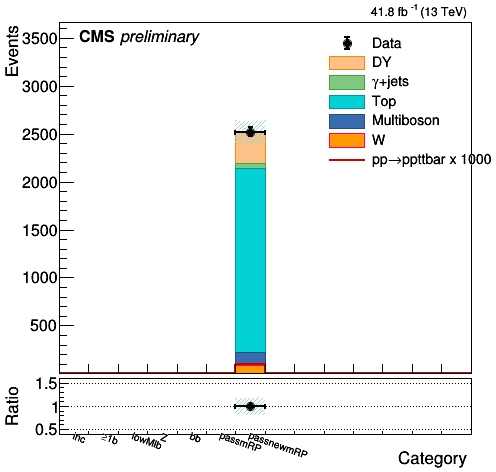 41.8 fb⁻¹ (13 TeV)
CMS preliminary
Events
3500
3000
2500
2000
1500
1000
500
Data
DY
γ+jets
Top
Multiboson
W
pp→ppttbar x 1000
Ratio
1.5
1
0.5
inc
≥1b
lowMlb
Z
bb
passmRP
passnewmRP
Category